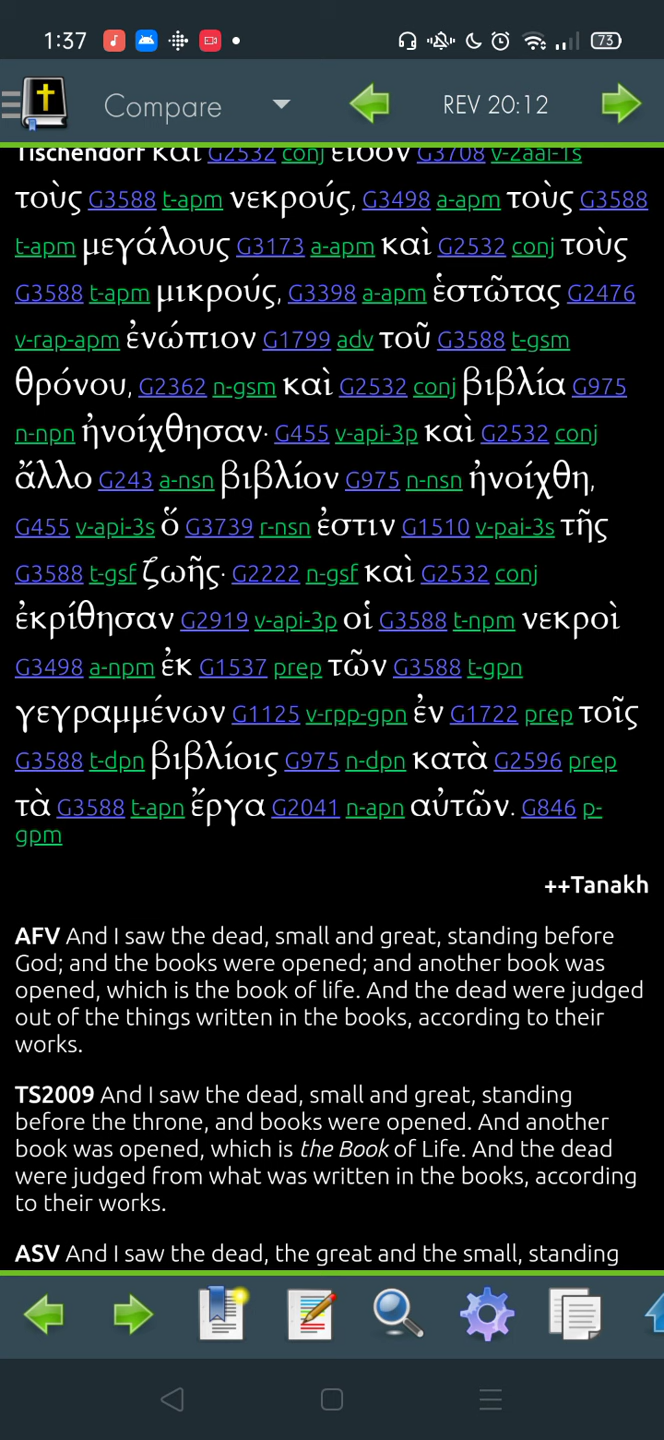 1:37
73
Compare
REV 20:12
Tischendorf Καὶ G2532 conj εἶδον G3708 v-2aai-1s
τοὺς G3588 t-apm νεκρούς, G3498 a-apm τοὺς G3588
t-apm μεγάλους G3173 a-apm καὶ G2532 conj τοὺς
G3588 t-apm μικρούς, G3398 a-apm ἑστῶτας G2476
v-rap-apm ἐνώπιον G1799 adv τοῦ G3588 t-gsm
θρόνου, G2362 n-gsm καὶ G2532 conj βιβλία G975
n-npn ἠνοίχθησαν· G455 v-api-3p καὶ G2532 conj
ἄλλο G243 a-nsn βιβλίον G975 n-nsn ἠνοίχθη,
G455 v-api-3s ὅ G3739 r-nsn ἐστιν G1510 v-pai-3s τῆς
G3588 t-gsf ζωῆς· G2222 n-gsf καὶ G2532 conj
ἐκρίθησαν G2919 v-api-3p οἱ G3588 t-npm νεκροὶ
G3498 a-npm ἐκ G1537 prep τῶν G3588 t-gpn
γεγραμμένων G1125 v-rpp-gpn ἐν G1722 prep τοῖς
G3588 t-dpn βιβλίοις G975 n-dpn κατὰ G2596 prep
τὰ G3588 t-apn ἔργα G2041 n-apn αὐτῶν. G846 p-
gpm
++Tanakh
AFV And I saw the dead, small and great, standing before
God; and the books were opened; and another book was
opened, which is the book of life. And the dead were judged
out of the things written in the books, according to their
works.
TS2009 And I saw the dead, small and great, standing
before the throne, and books were opened. And another
book was opened, which is the Book of Life. And the dead
were judged from what was written in the books, according
to their works.
ASV And I saw the dead, the great and the small, standing